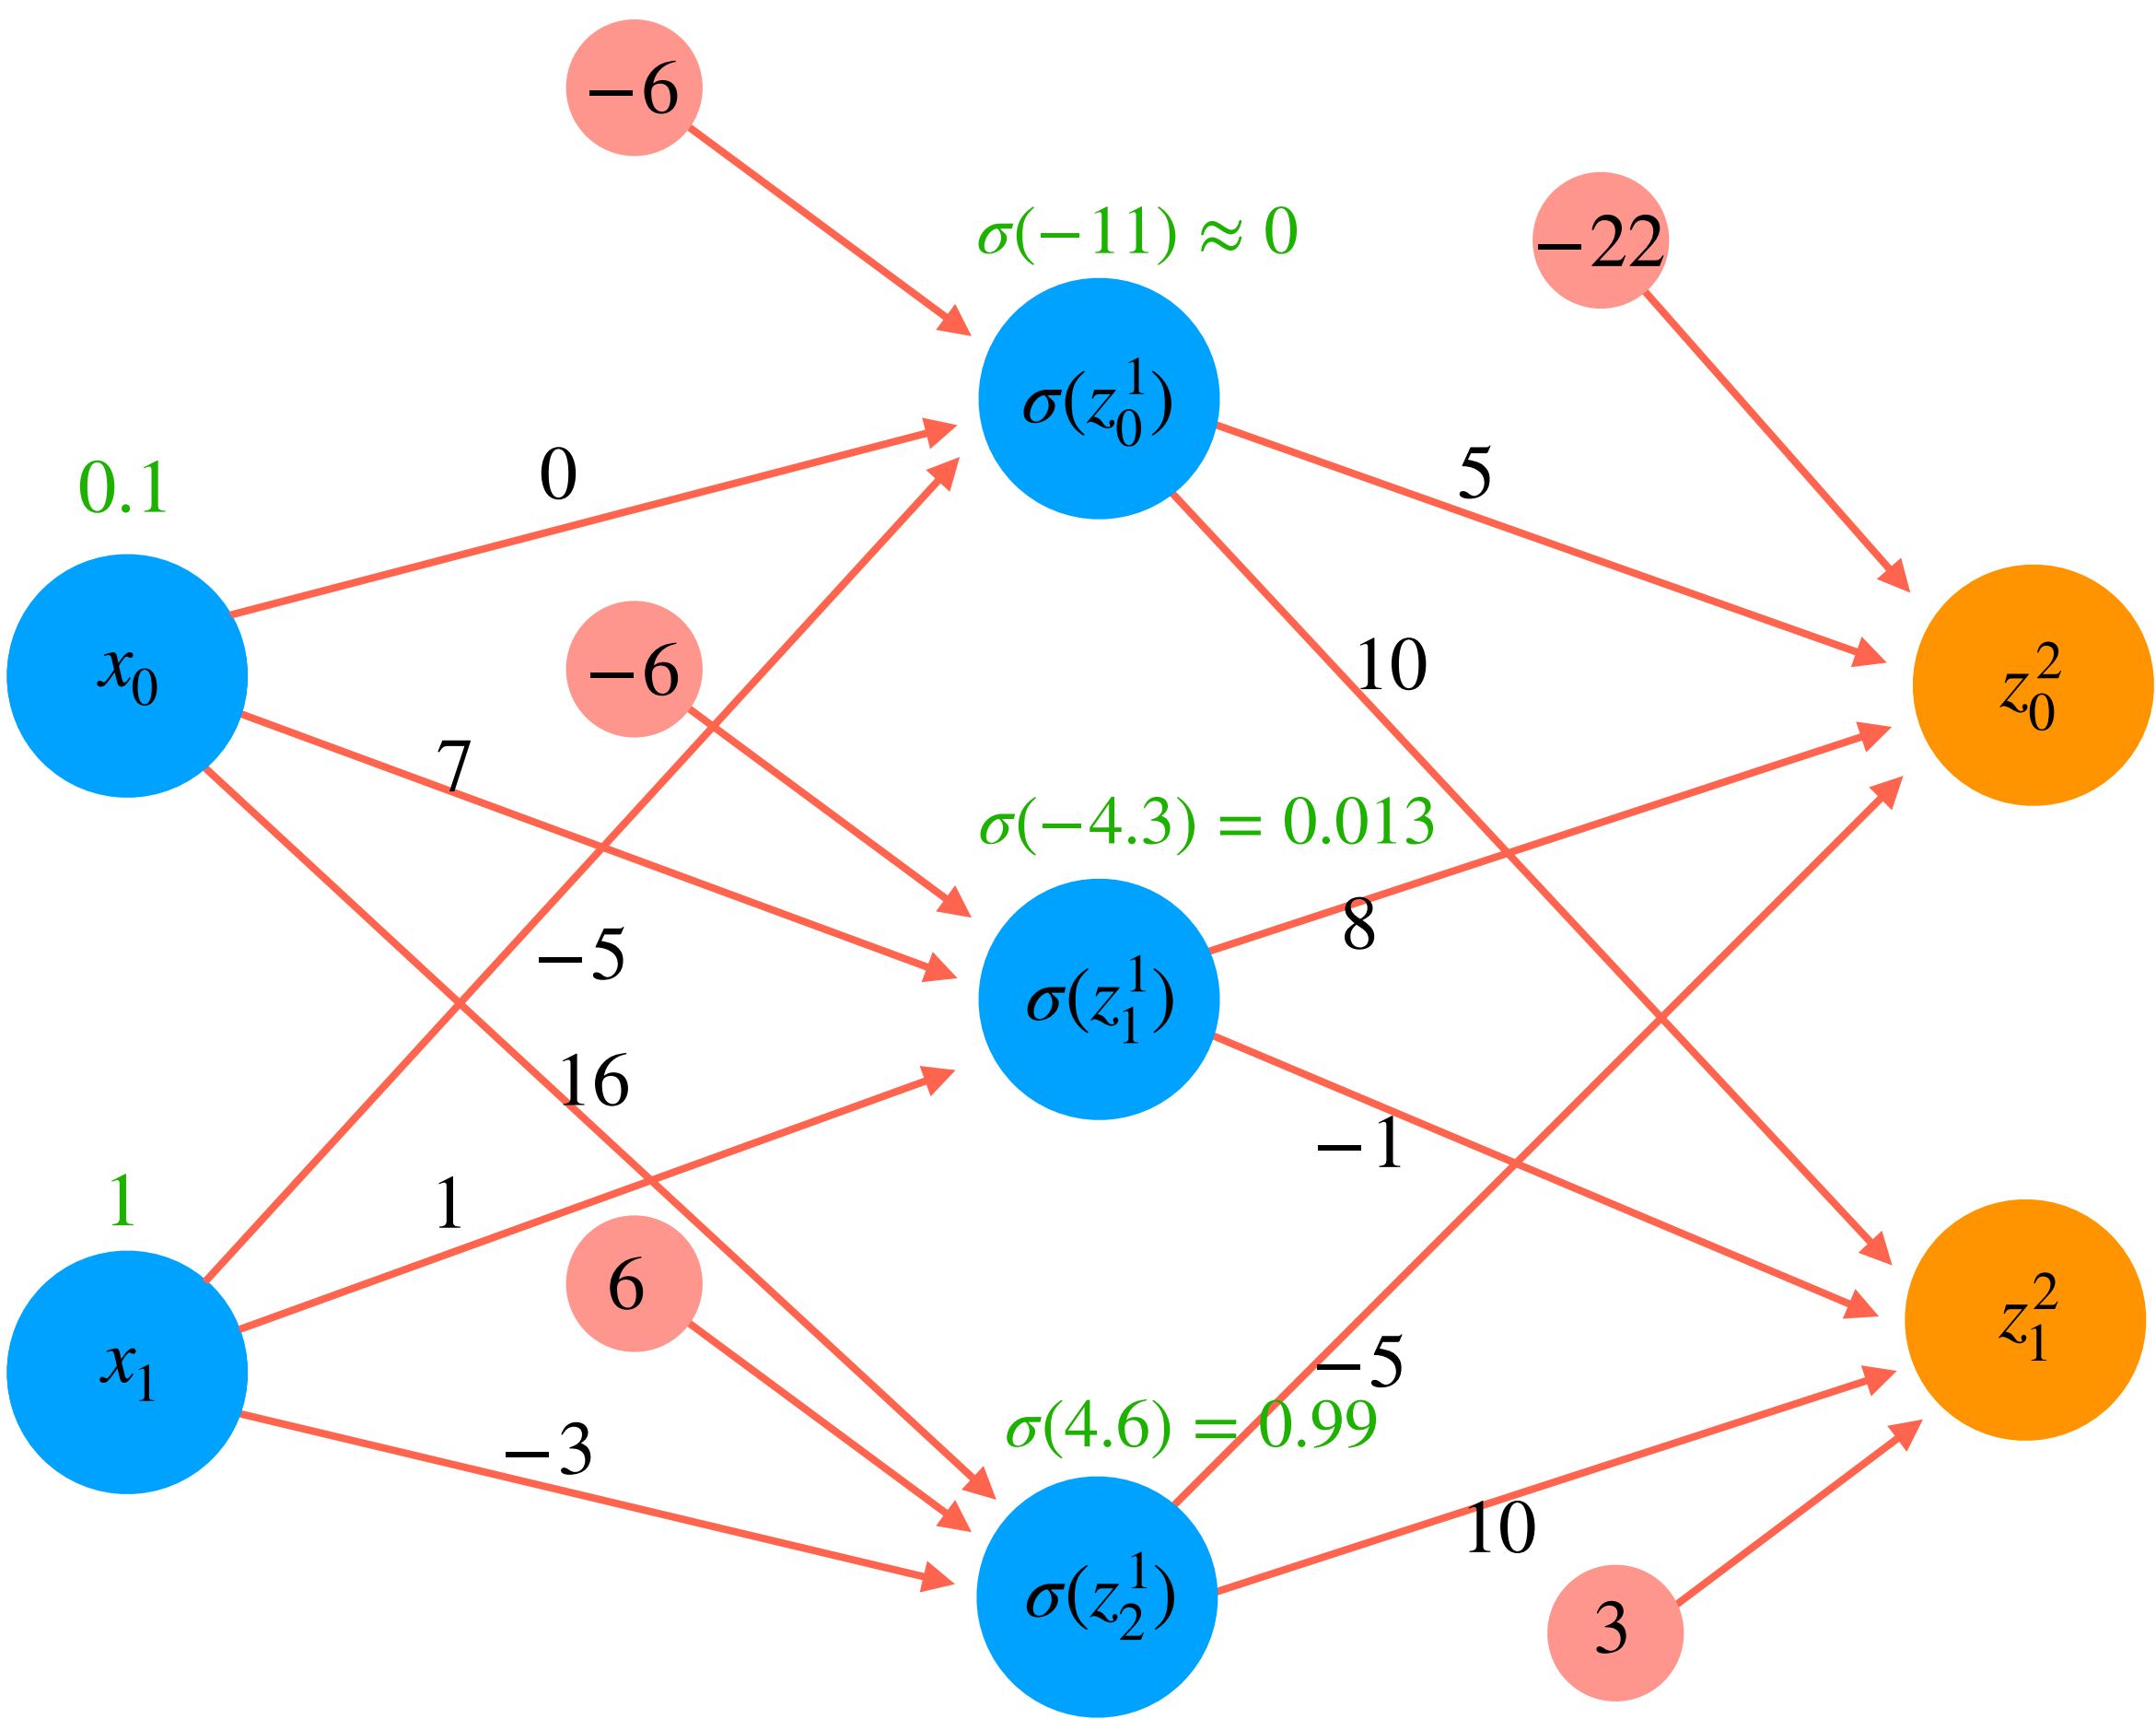 −6
σ(−11) ≈ 0
−22
σ(z₀¹)
0.1
0
5
x₀
−6
10
z₀²
7
σ(−4.3) = 0.013
8
−5
σ(z₁¹)
16
−1
1
1
6
z₁²
x₁
−5
σ(4.6) = 0.99
−3
10
σ(z₂¹)
3